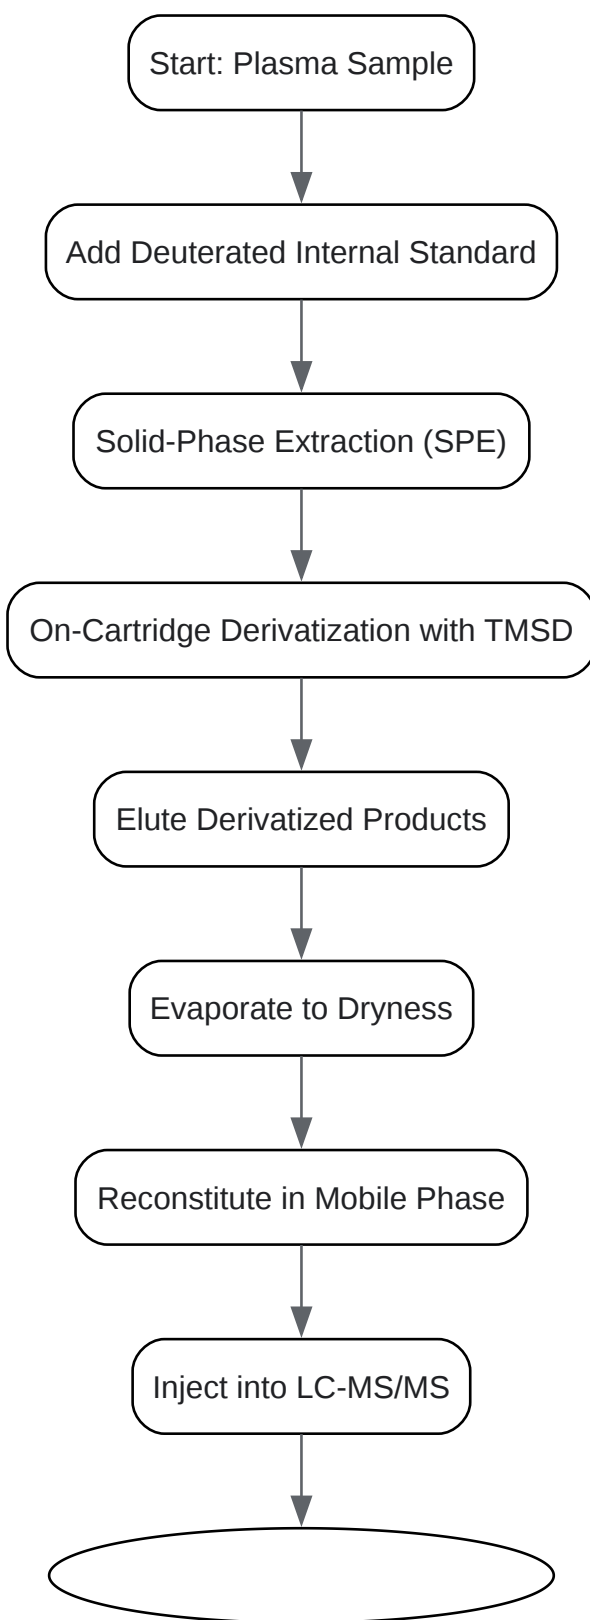 Start: Plasma Sample
Add Deuterated Internal Standard
Solid-Phase Extraction (SPE)
On-Cartridge Derivatization with TMSD
Elute Derivatized Products
Evaporate to Dryness
Reconstitute in Mobile Phase
Inject into LC-MS/MS